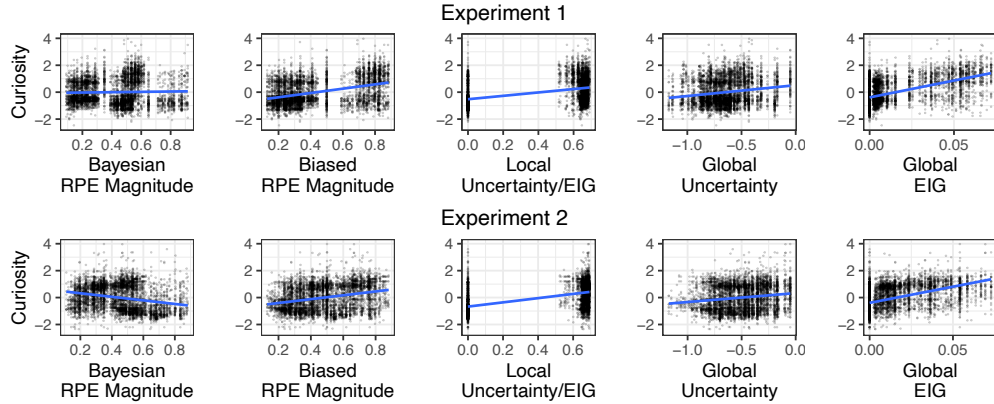 Experiment 1
Curiosity
4
2
0
−2
0.2 0.4 0.6 0.8
Bayesian
RPE Magnitude
4
2
0
−2
0.2 0.4 0.6 0.8
Biased
RPE Magnitude
4
2
0
−2
0.0 0.2 0.4 0.6
Local
Uncertainty/EIG
4
2
0
−2
−1.0 −0.5 0.0
Global
Uncertainty
4
2
0
−2
0.00 0.05
Global
EIG
Experiment 2
Curiosity
4
2
0
−2
0.2 0.4 0.6 0.8
Bayesian
RPE Magnitude
4
2
0
−2
0.2 0.4 0.6 0.8
Biased
RPE Magnitude
4
2
0
−2
0.0 0.2 0.4 0.6
Local
Uncertainty/EIG
4
2
0
−2
−1.0 −0.5 0.0
Global
Uncertainty
4
2
0
−2
0.00 0.05
Global
EIG